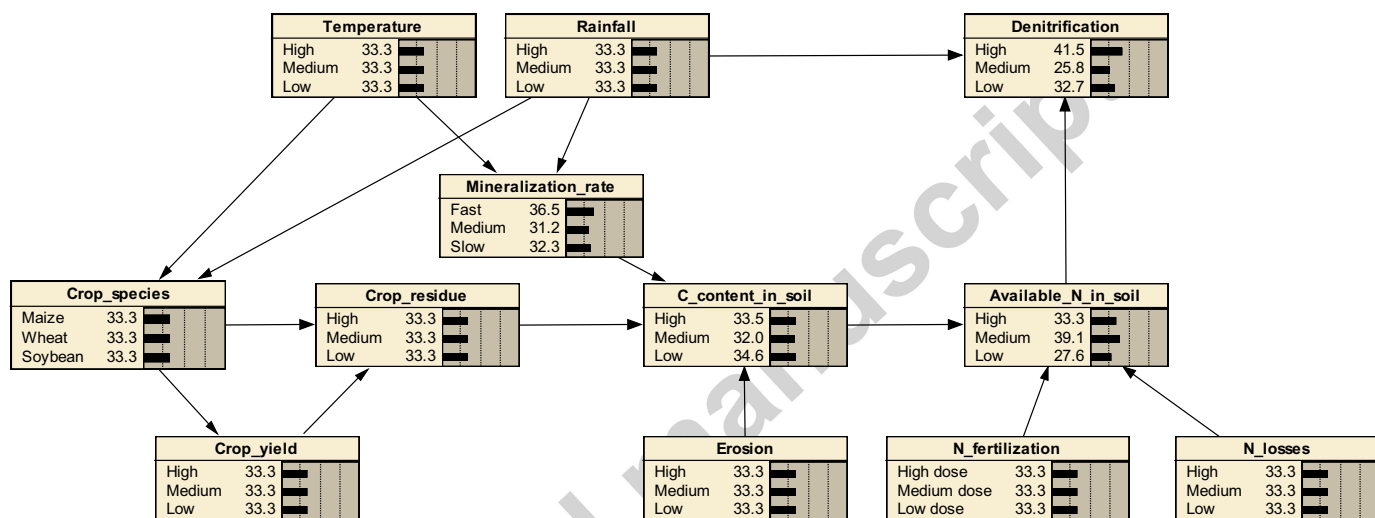 Temperature
High 33.3
Medium 33.3
Low 33.3
Rainfall
High 33.3
Medium 33.3
Low 33.3
Denitrification
High 41.5
Medium 25.8
Low 32.7
Mineralization_rate
Fast 36.5
Medium 31.2
Slow 32.3
Crop_species
Maize 33.3
Wheat 33.3
Soybean 33.3
Crop_residue
High 33.3
Medium 33.3
Low 33.3
C_content_in_soil
High 33.5
Medium 32.0
Low 34.6
Available_N_in_soil
High 33.3
Medium 39.1
Low 27.6
Crop_yield
High 33.3
Medium 33.3
Low 33.3
Erosion
High 33.3
Medium 33.3
Low 33.3
N_fertilization
High dose 33.3
Medium dose 33.3
Low dose 33.3
N_losses
High 33.3
Medium 33.3
Low 33.3
manuscript